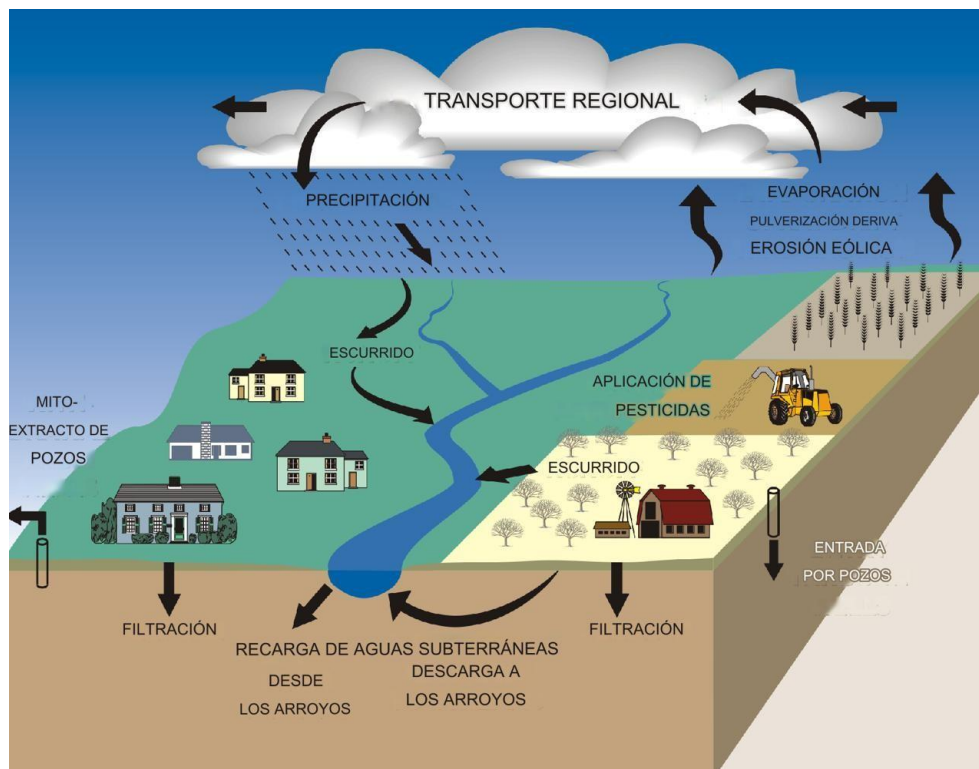 TRANSPORTE REGIONAL
PRECIPITACIÓN
EVAPORACIÓN
PULVERIZACIÓN DERIVA
EROSIÓN EÓLICA
ESCURRIDO
APLICACIÓN DE
PESTICIDAS
MITO-
EXTRACTO DE
POZOS
ESCURRIDO
ENTRADA
POR POZOS
FILTRACIÓN
FILTRACIÓN
RECARGA DE AGUAS SUBTERRÁNEAS
DESDE
LOS ARROYOS
DESCARGA A
LOS ARROYOS